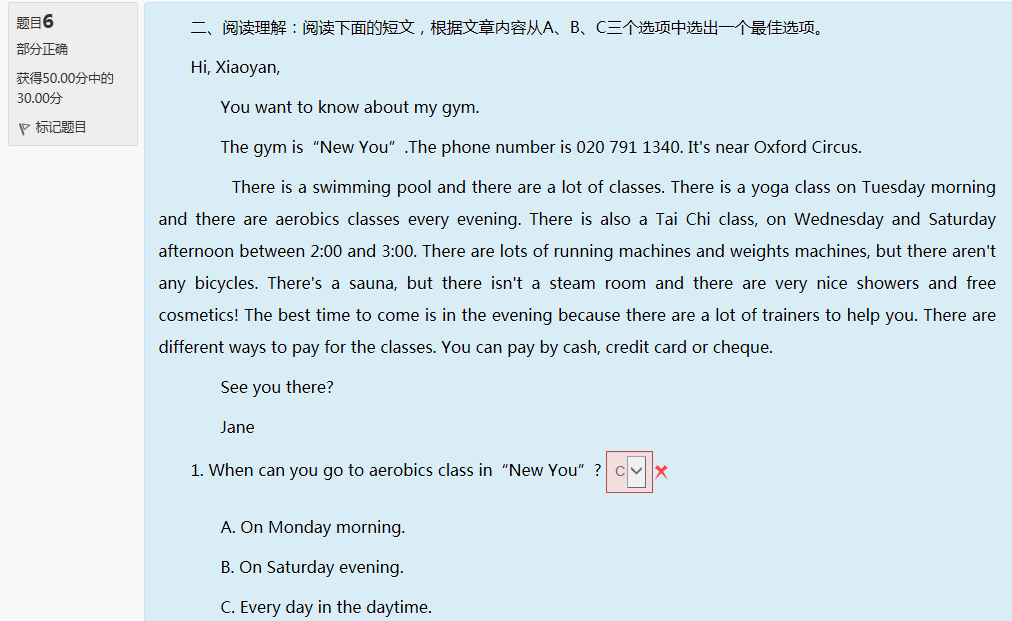 题目6
部分正确
获得50.00分中的
30.00分
标记题目
二、阅读理解：阅读下面的短文，根据文章内容从A、B、C三个选项中选出一个最佳选项。
Hi, Xiaoyan,
You want to know about my gym.
The gym is“New You”.The phone number is 020 791 1340. It's near Oxford Circus.
There is a swimming pool and there are a lot of classes. There is a yoga class on Tuesday morning
and there are aerobics classes every evening. There is also a Tai Chi class, on Wednesday and Saturday
afternoon between 2:00 and 3:00. There are lots of running machines and weights machines, but there aren't
any bicycles. There's a sauna, but there isn't a steam room and there are very nice showers and free
cosmetics! The best time to come is in the evening because there are a lot of trainers to help you. There are
different ways to pay for the classes. You can pay by cash, credit card or cheque.
See you there?
Jane
1. When can you go to aerobics class in“New You”? C
A. On Monday morning.
B. On Saturday evening.
C. Every day in the daytime.